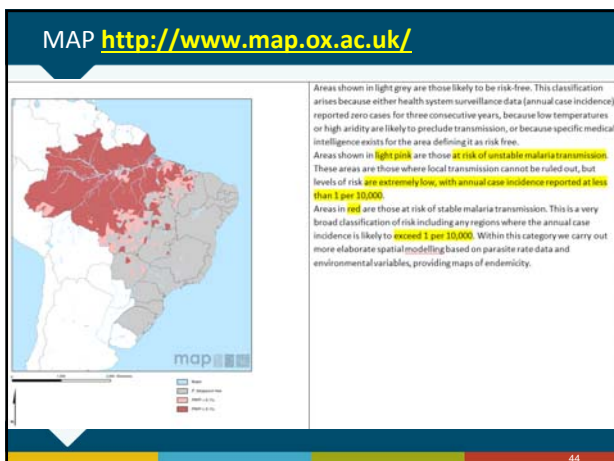 MAP http://www.map.ox.ac.uk/
Areas shown in light grey are those likely to be risk-free. This classification
arises because either health system surveillance data (annual case incidence)
reported zero cases for three consecutive years, because low temperatures
or high aridity are likely to preclude transmission, or because specific medical
intelligence exists for the area defining it as risk free.
Areas shown in light pink are those at risk of unstable malaria transmission.
These areas are those where local transmission cannot be ruled out, but
levels of risk are extremely low, with annual case incidence reported at less
than 1 per 10,000.
Areas in red are those at risk of stable malaria transmission. This is a very
broad classification of risk including any regions where the annual case
incidence is likely to exceed 1 per 10,000. Within this category we carry out
more elaborate spatial modelling based on parasite rate data and
environmental variables, providing maps of endemicity.
map
Water
44